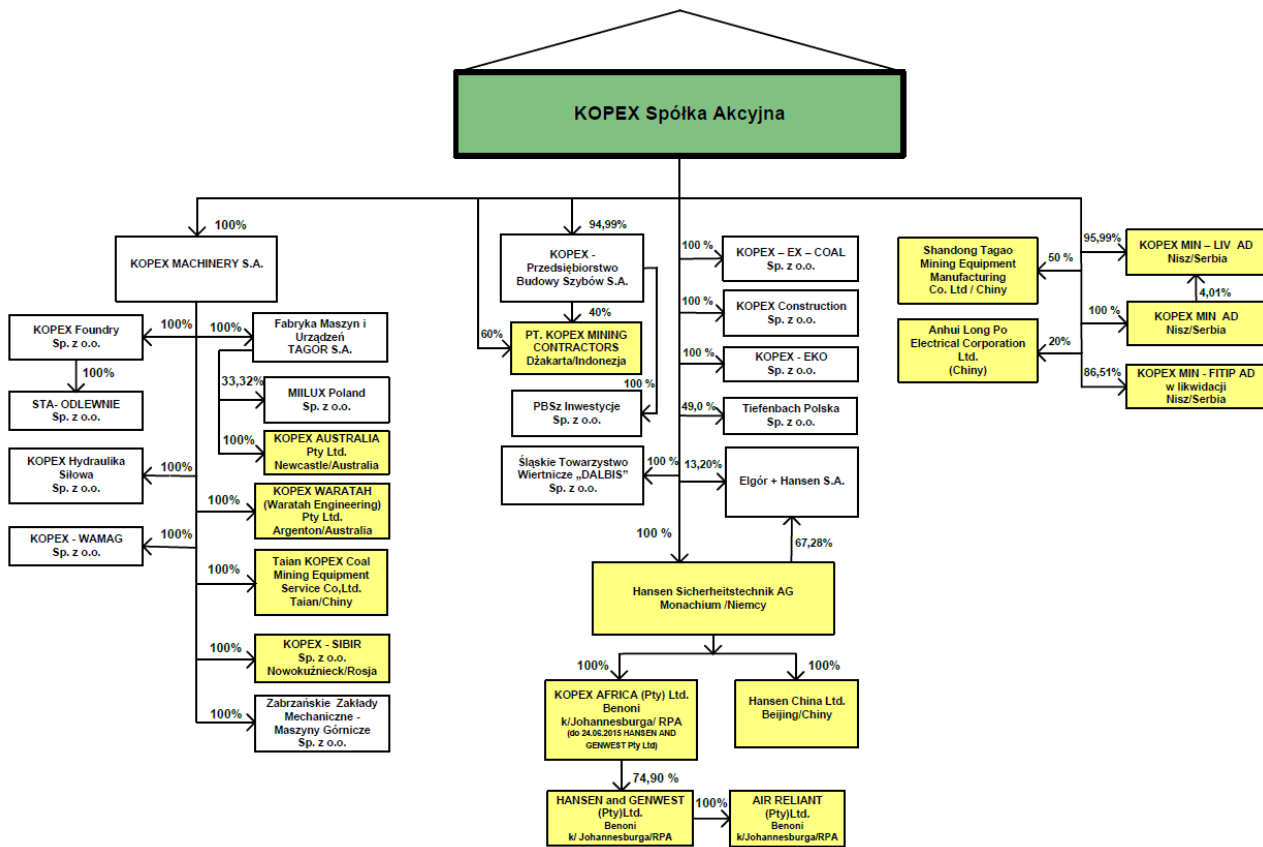 KOPEX Spółka Akcyjna
100%
KOPEX MACHINERY S.A.
100%
KOPEX Foundry
Sp. z o.o.
100%
STA- ODLEWNIE
Sp. z o.o.
100%
KOPEX Hydraulika
Siłowa
Sp. z o.o.
100%
KOPEX - WAMAG
Sp. z o.o.
100%
Fabryka Maszyn i
Urządzeń
TAGOR S.A.
33,32%
MIILUX Poland
Sp. z o.o.
100%
KOPEX AUSTRALIA
Pty Ltd.
Newcastle/Australia
100%
KOPEX WARATAH
(Waratah Engineering)
Pty Ltd.
Argenton/Australia
100%
Taian KOPEX Coal
Mining Equipment
Service Co,Ltd.
Taian/Chiny
100%
KOPEX - SIBIR
Sp. z o.o.
Nowokuźnieck/Rosja
100%
Zabrzańskie Zakłady
Mechaniczne -
Maszyny Górnicze
Sp. z o.o.
94,99%
KOPEX -
Przedsiębiorstwo
Budowy Szybów S.A.
40%
60%
PT. KOPEX MINING
CONTRACTORS
Dżakarta/Indonezja
100 %
PBSz Inwestycje
Sp. z o.o.
100 %
Śląskie Towarzystwo
Wiertnicze „DALBIS”
Sp. z o.o.
100 %
KOPEX – EX – COAL
Sp. z o.o.
100 %
KOPEX Construction
Sp. z o.o.
100 %
KOPEX - EKO
Sp. z o.o.
49,0 %
Tiefenbach Polska
Sp. z o.o.
13,20%
Elgór + Hansen S.A.
67,28%
100 %
Hansen Sicherheitstechnik AG
Monachium /Niemcy
100%
KOPEX AFRICA (Pty) Ltd.
Benoni
k/Johannesburga/ RPA
(do 24.06.2015 HANSEN AND
GENWEST Pty Ltd)
100%
Hansen China Ltd.
Beijing/Chiny
74,90 %
HANSEN and GENWEST
(Pty)Ltd.
Benoni
k/ Johannesburga/RPA
100%
AIR RELIANT
(Pty)Ltd.
Benoni
k/Johannesburga/RPA
50 %
Shandong Tagao
Mining Equipment
Manufacturing
Co. Ltd / Chiny
20%
Anhui Long Po
Electrical Corporation
Ltd.
(Chiny)
95,99%
KOPEX MIN – LIV AD
Nisz/Serbia
4,01%
100 %
KOPEX MIN AD
Nisz/Serbia
86,51%
KOPEX MIN - FITIP AD
w likwidacji
Nisz/Serbia